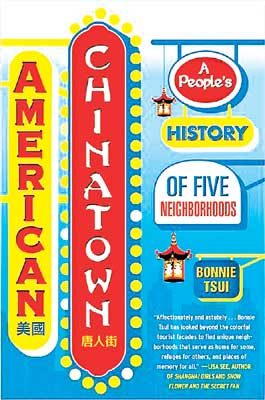 AMERICAN
美國
CHINATOWN
唐人街
A
People's
HISTORY
OF FIVE
NEIGHBORHOODS
BONNIE
TSUI
"Affectionately and astutely . . . Bonnie
Tsui has looked beyond the colorful
tourist facades to find unique neigh-
borhoods that serve as homes for some,
refuges for others, and places of
memory for all." —LISA SEE, AUTHOR
OF SHANGHAI GIRLS AND SNOW
FLOWER AND THE SECRET FAN